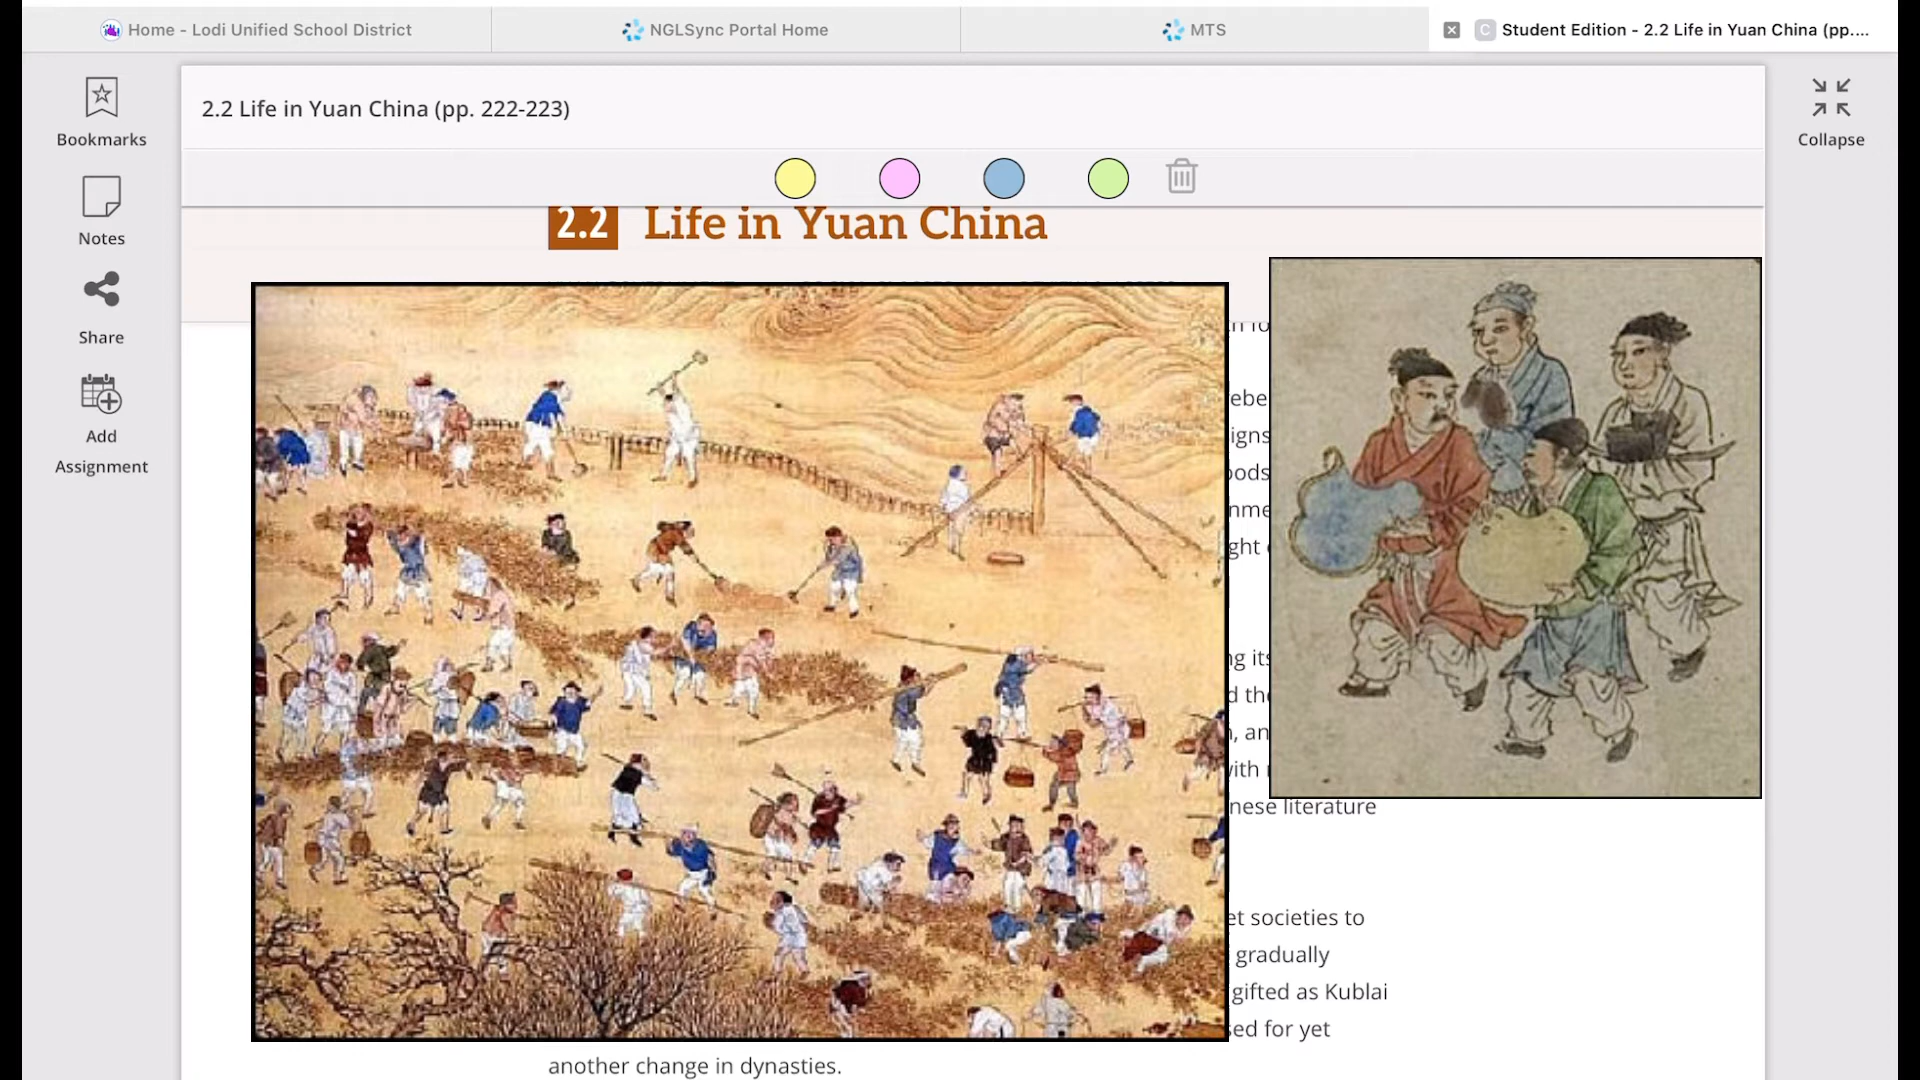 Home - Lodi Unified School District
NGLSync Portal Home
MTS
C Student Edition - 2.2 Life in Yuan China (pp....
Bookmarks
Notes
Share
Add
Assignment
Collapse
2.2 Life in Yuan China (pp. 222-223)
2.2 Life in Yuan China
nese literature
societies to
gradually
gifted as Kublai
for yet
another change in dynasties.